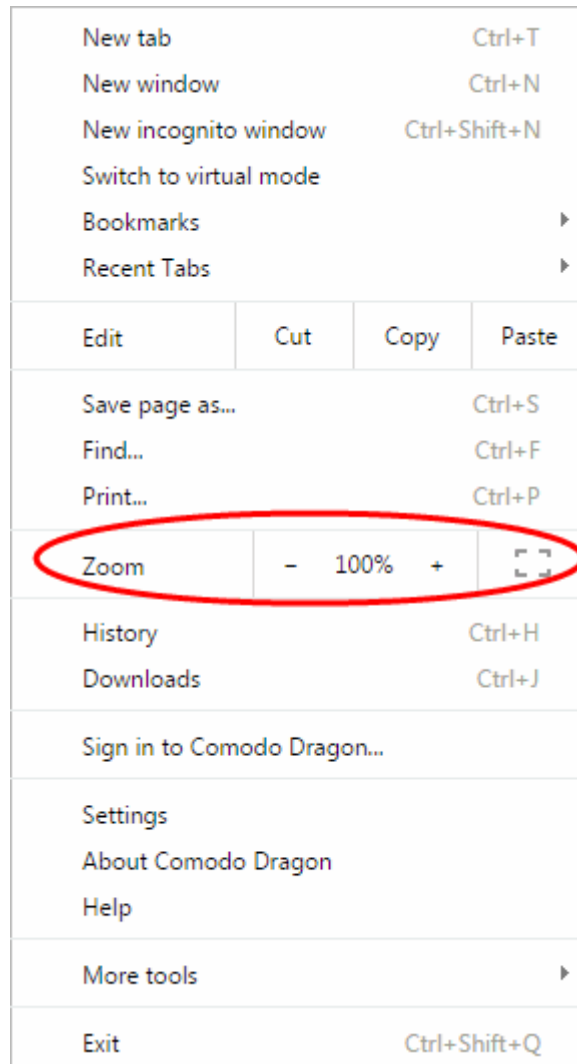 New tab Ctrl+T
New window Ctrl+N
New incognito window Ctrl+Shift+N
Switch to virtual mode
Bookmarks
Recent Tabs
Edit Cut Copy Paste
Save page as... Ctrl+S
Find... Ctrl+F
Print... Ctrl+P
Zoom − 100% +
History Ctrl+H
Downloads Ctrl+J
Sign in to Comodo Dragon...
Settings
About Comodo Dragon
Help
More tools
Exit Ctrl+Shift+Q